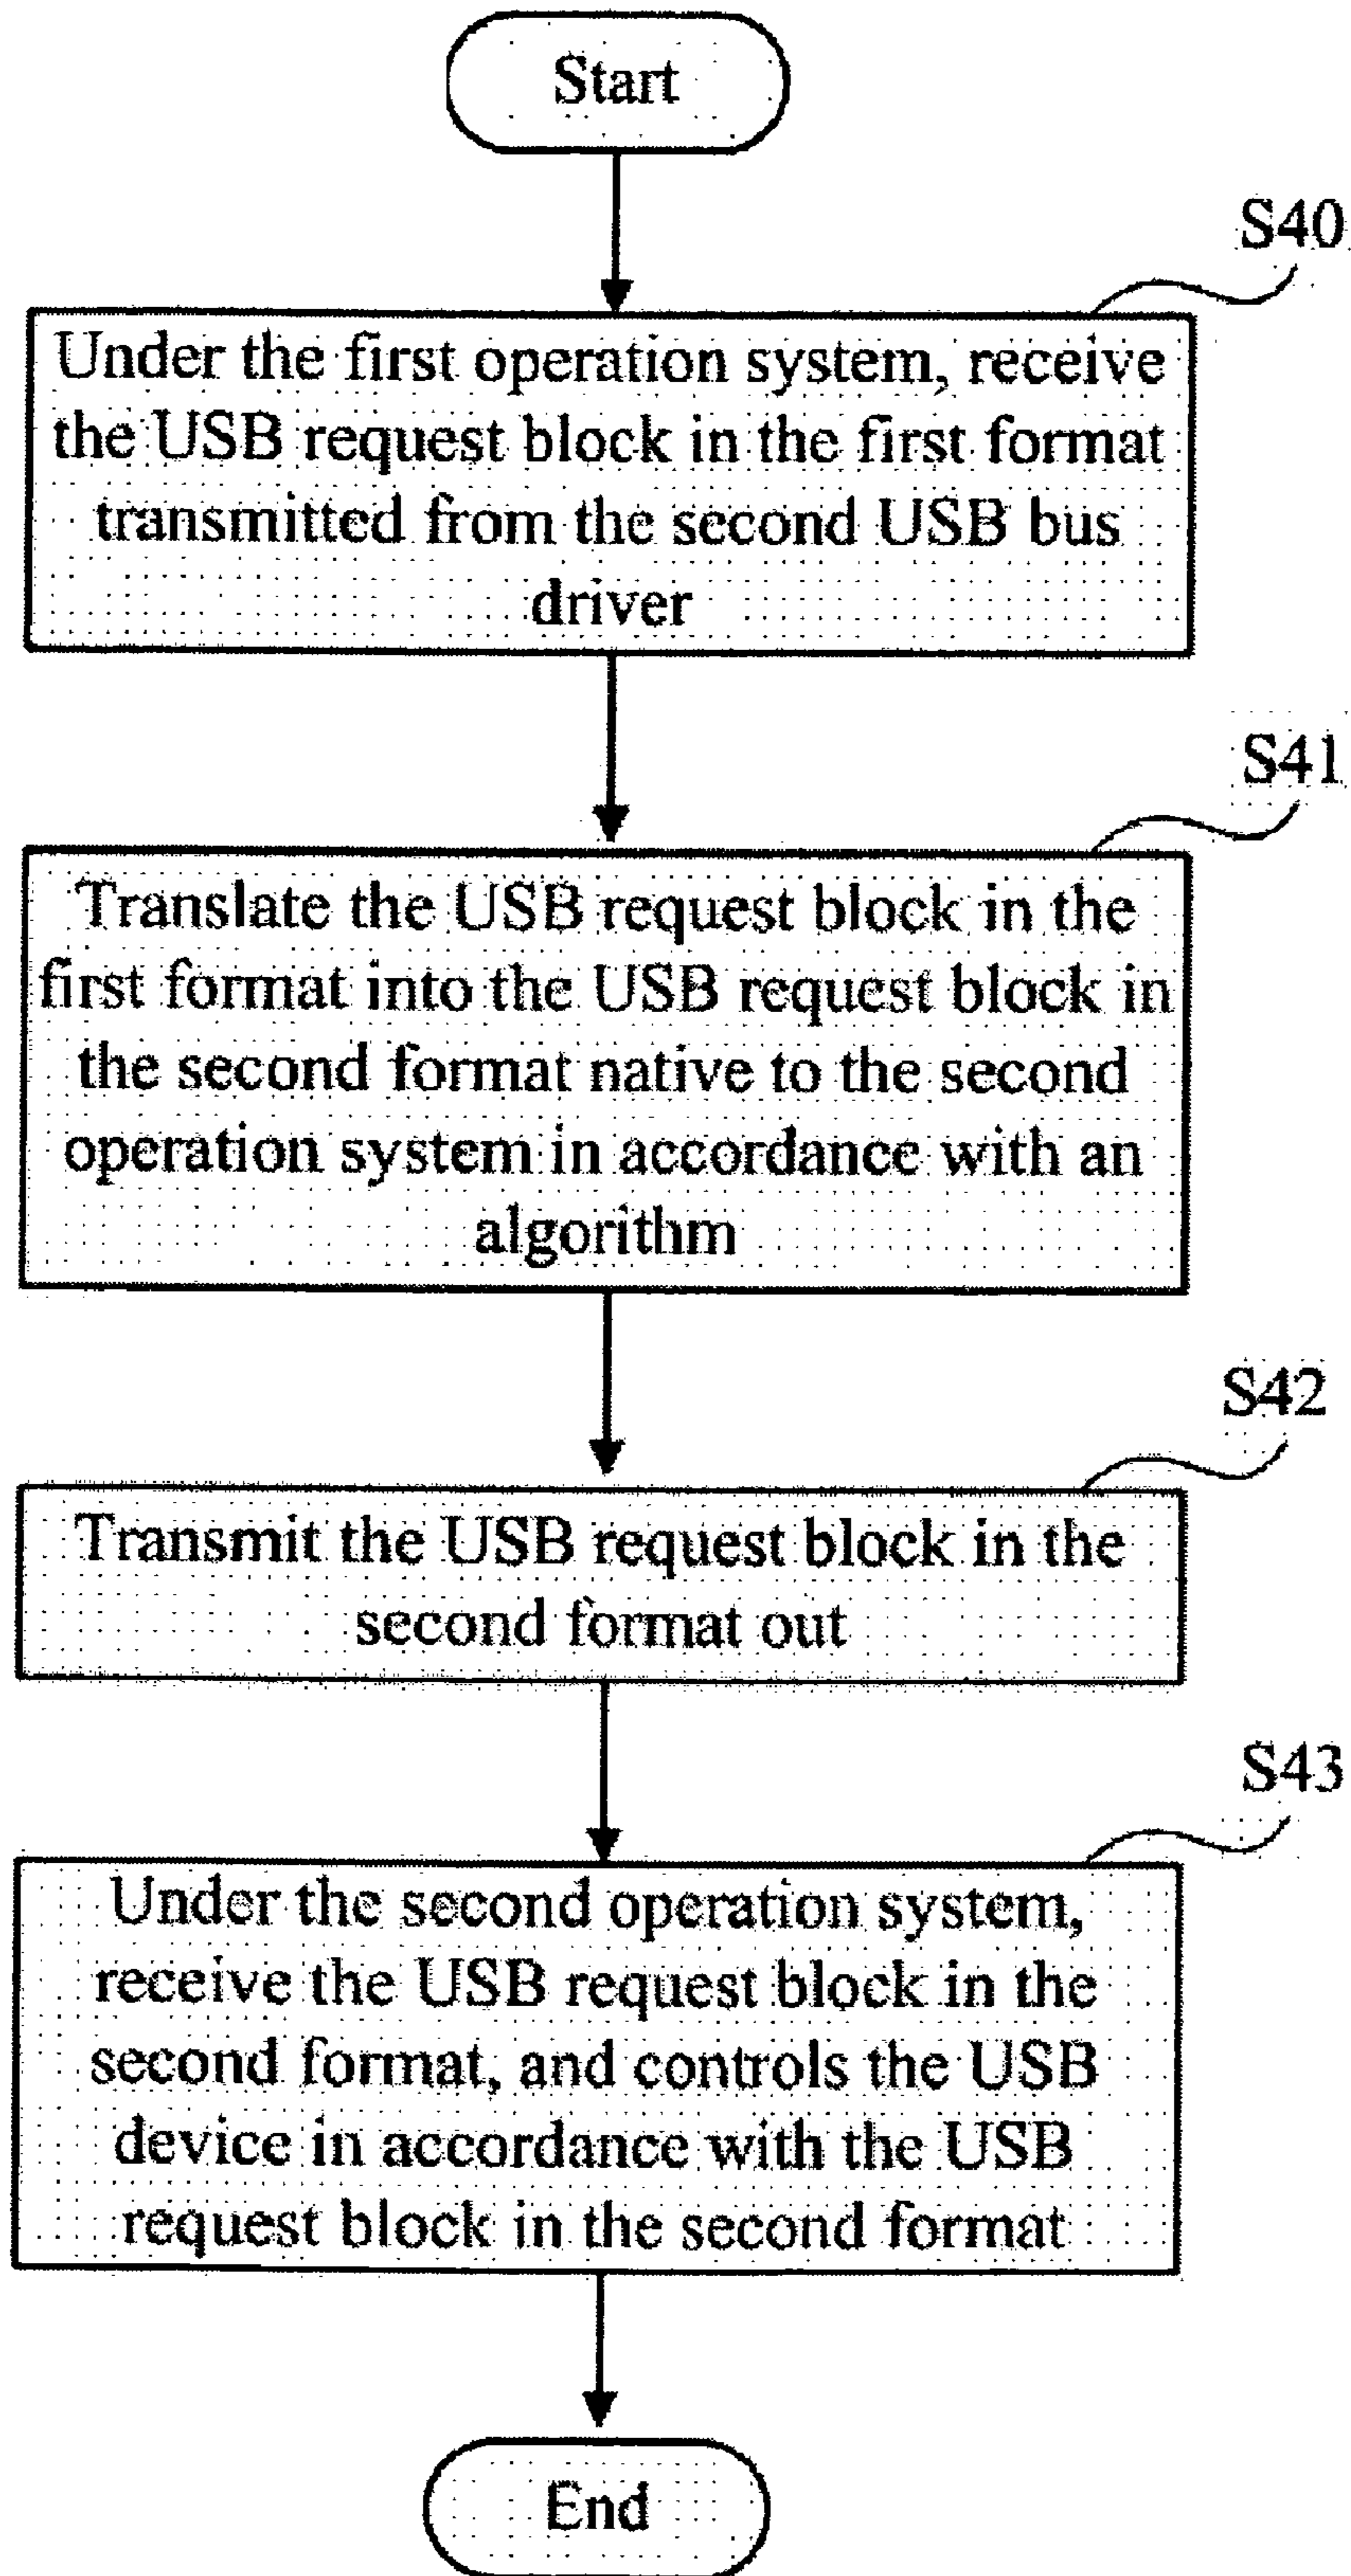 Start
S40
Under the first operation system, receive
the USB request block in the first format
transmitted from the second USB bus
driver
S41
Translate the USB request block in the
first format into the USB request block in
the second format native to the second
operation system in accordance with an
algorithm
S42
Transmit the USB request block in the
second format out
S43
Under the second operation system,
receive the USB request block in the
second format, and controls the USB
device in accordance with the USB
request block in the second format
End